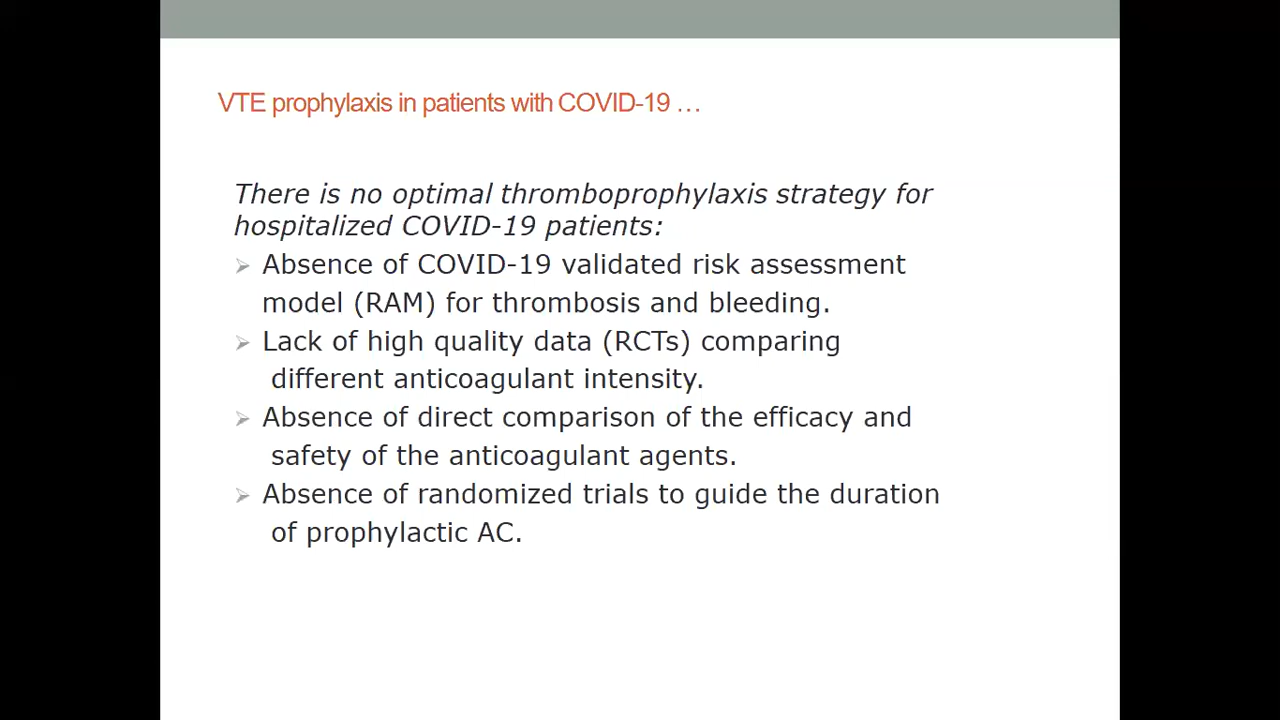 VTE prophylaxis in patients with COVID-19 …
There is no optimal thromboprophylaxis strategy for
hospitalized COVID-19 patients:
➢ Absence of COVID-19 validated risk assessment
model (RAM) for thrombosis and bleeding.
➢ Lack of high quality data (RCTs) comparing
different anticoagulant intensity.
➢ Absence of direct comparison of the efficacy and
safety of the anticoagulant agents.
➢ Absence of randomized trials to guide the duration
of prophylactic AC.